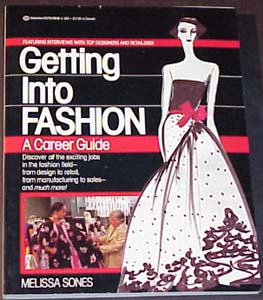 FEATURING INTERVIEWS WITH TOP DESIGNERS AND RETAILERS!
Getting
Into
FASHION
A Career Guide
Discover all the exciting jobs
in the fashion field—
from design to retail,
from manufacturing to sales—
and much more!
MELISSA SONES